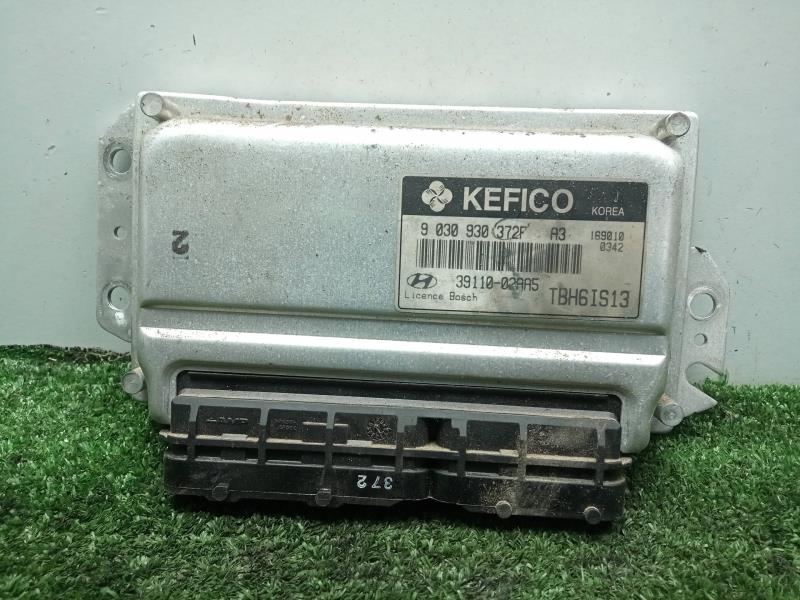 KEFICO
KOREA
9 030 930 372F A3
169010
0342
39110-02AA5
Licence Bosch
TBH6IS13
2
372